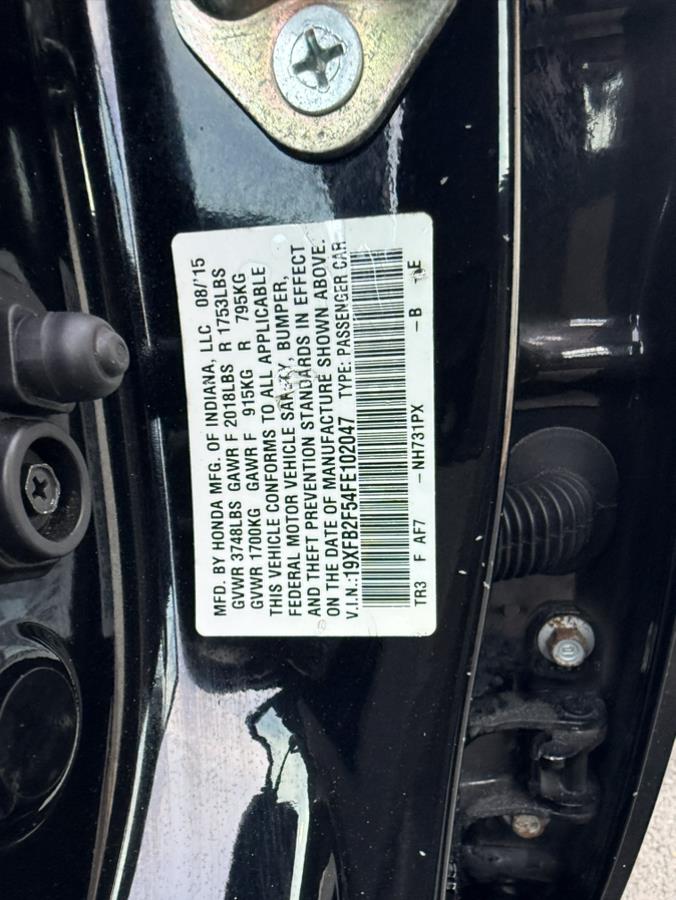 MFD. BY HONDA MFG. OF INDIANA, LLC 08/'15
GVWR 3748LBS GAWR F 2018LBS R 1753LBS
GVWR 1700KG GAWR F 915KG R 795KG
THIS VEHICLE CONFORMS TO ALL APPLICABLE
FEDERAL MOTOR VEHICLE SAFETY, BUMPER,
AND THEFT PREVENTION STANDARDS IN EFFECT
ON THE DATE OF MANUFACTURE SHOWN ABOVE.
V.I.N.:19XFB2F54FE102047 TYPE: PASSENGER CAR
TR3 F AF7 -NH731PX -B